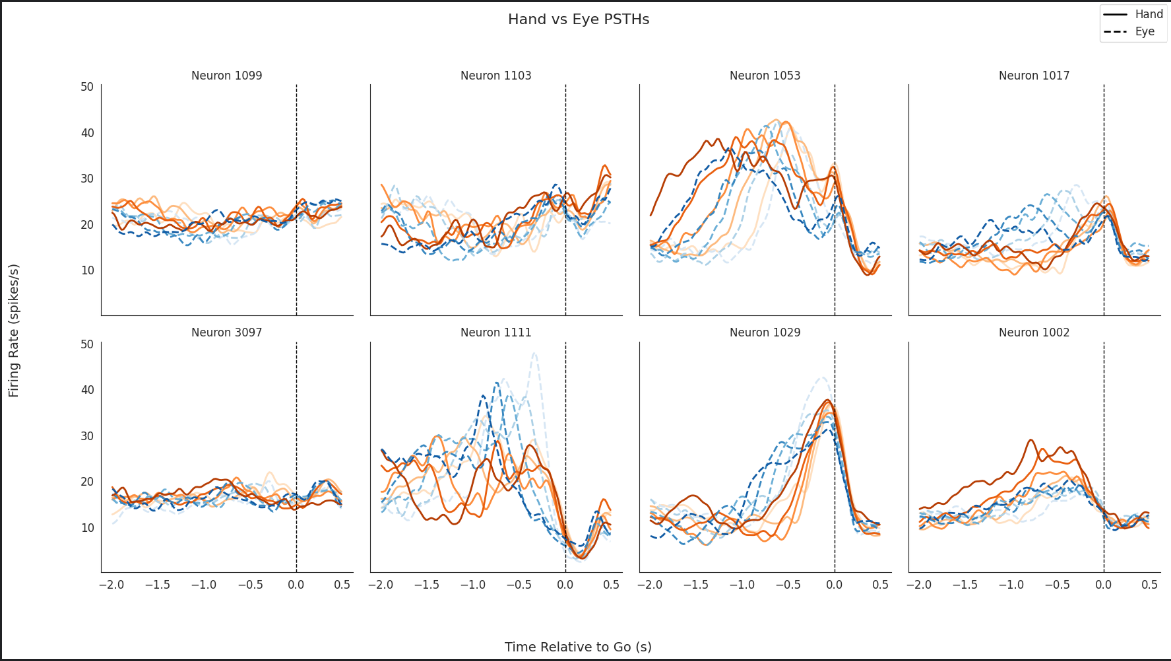 Hand vs Eye PSTHs
Hand
Eye
Neuron 1099
Neuron 1103
Neuron 1053
Neuron 1017
50
40
30
20
10
Neuron 3097
Neuron 1111
Neuron 1029
Neuron 1002
50
40
30
20
10
Firing Rate (spikes/s)
−2.0 −1.5 −1.0 −0.5 0.0 0.5 −2.0 −1.5 −1.0 −0.5 0.0 0.5 −2.0 −1.5 −1.0 −0.5 0.0 0.5 −2.0 −1.5 −1.0 −0.5 0.0 0.5
Time Relative to Go (s)